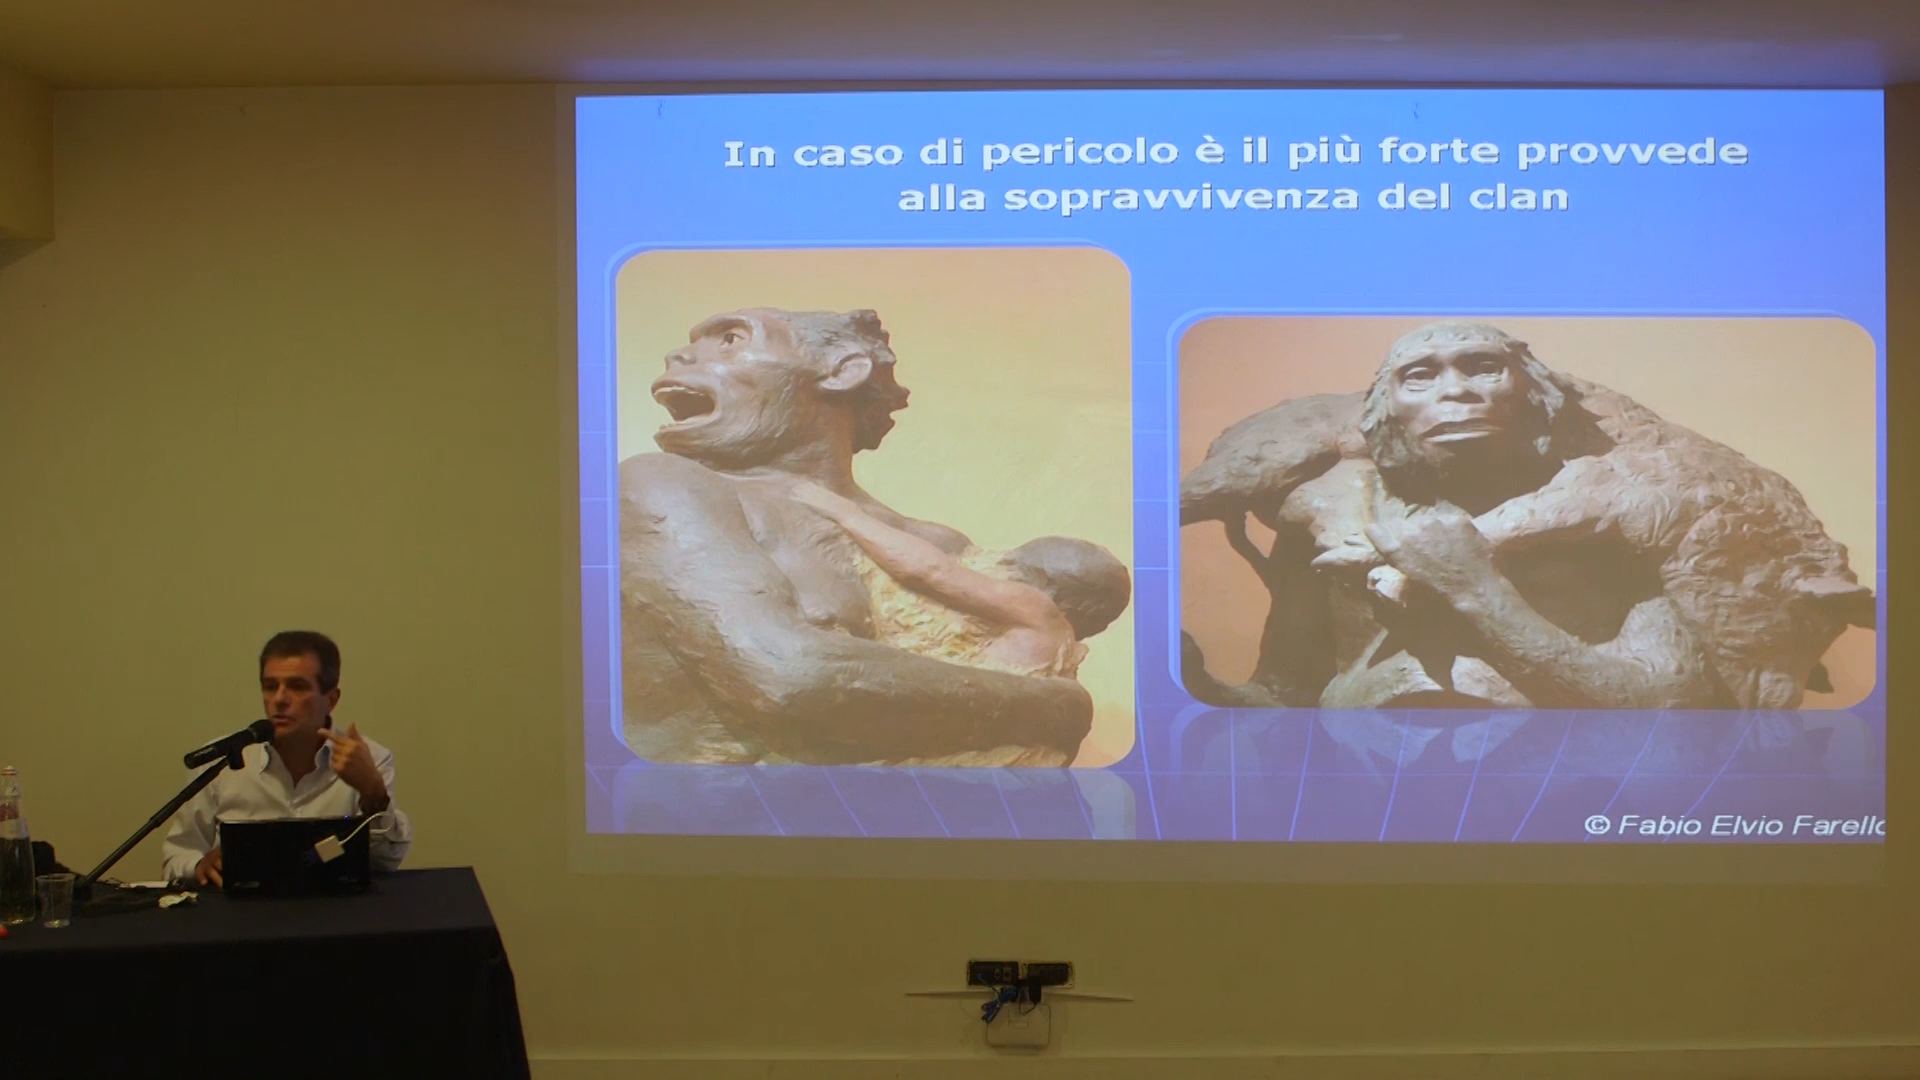 In caso di pericolo è il più forte provvede
alla sopravvivenza del clan
© Fabio Elvio Farello